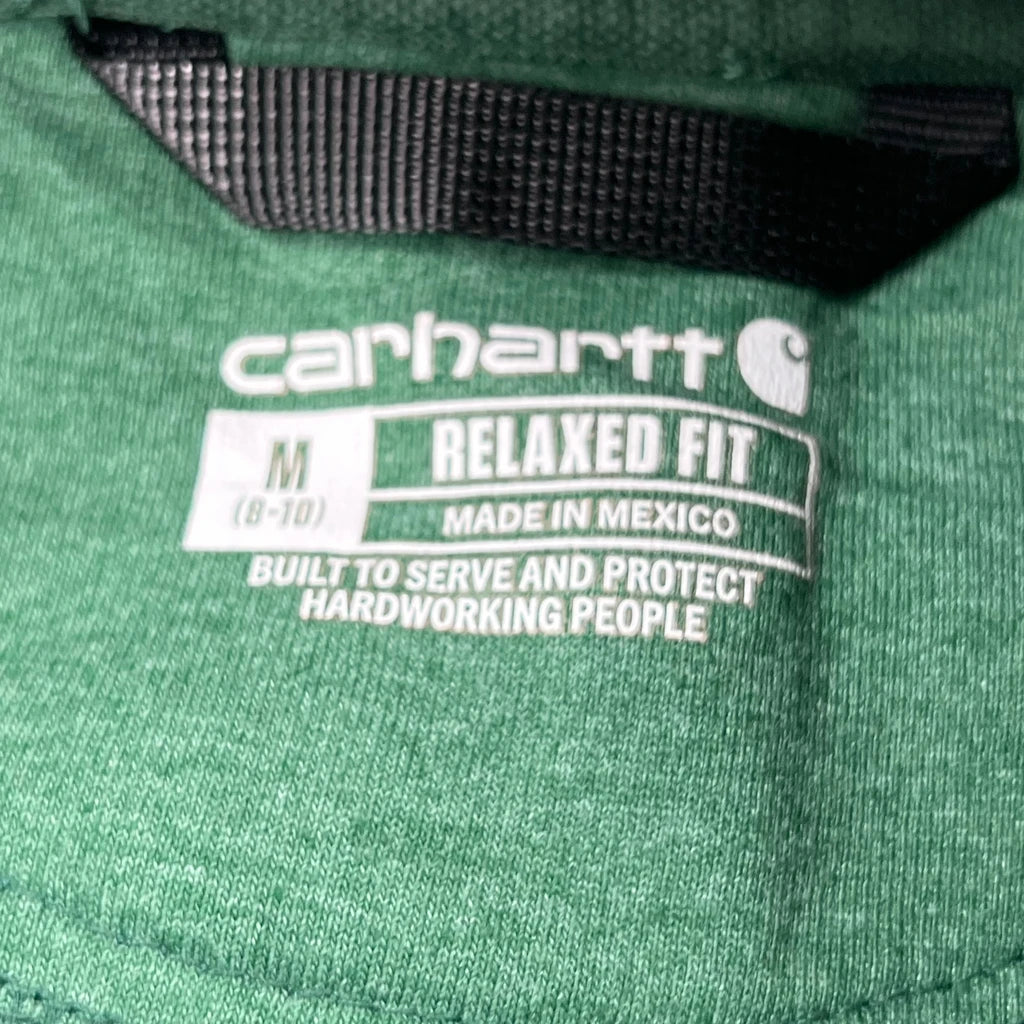 carhartt
M
(8-10)
RELAXED FIT
MADE IN MEXICO
BUILT TO SERVE AND PROTECT
HARDWORKING PEOPLE